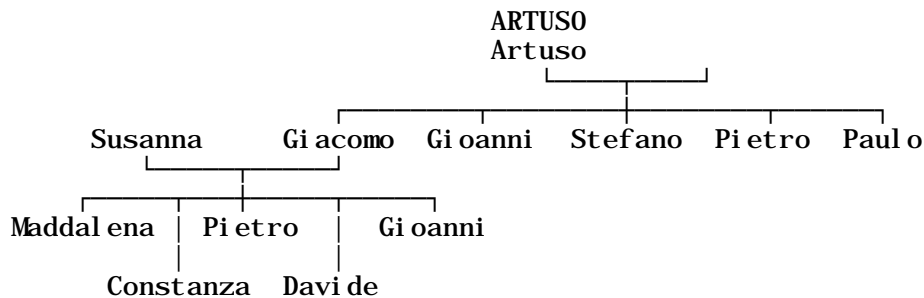 ARTUSO
Artuso
Susanna Giacomo Gioanni Stefano Pietro Paulo
Maddalena Pietro Gioanni
Constanza Davide